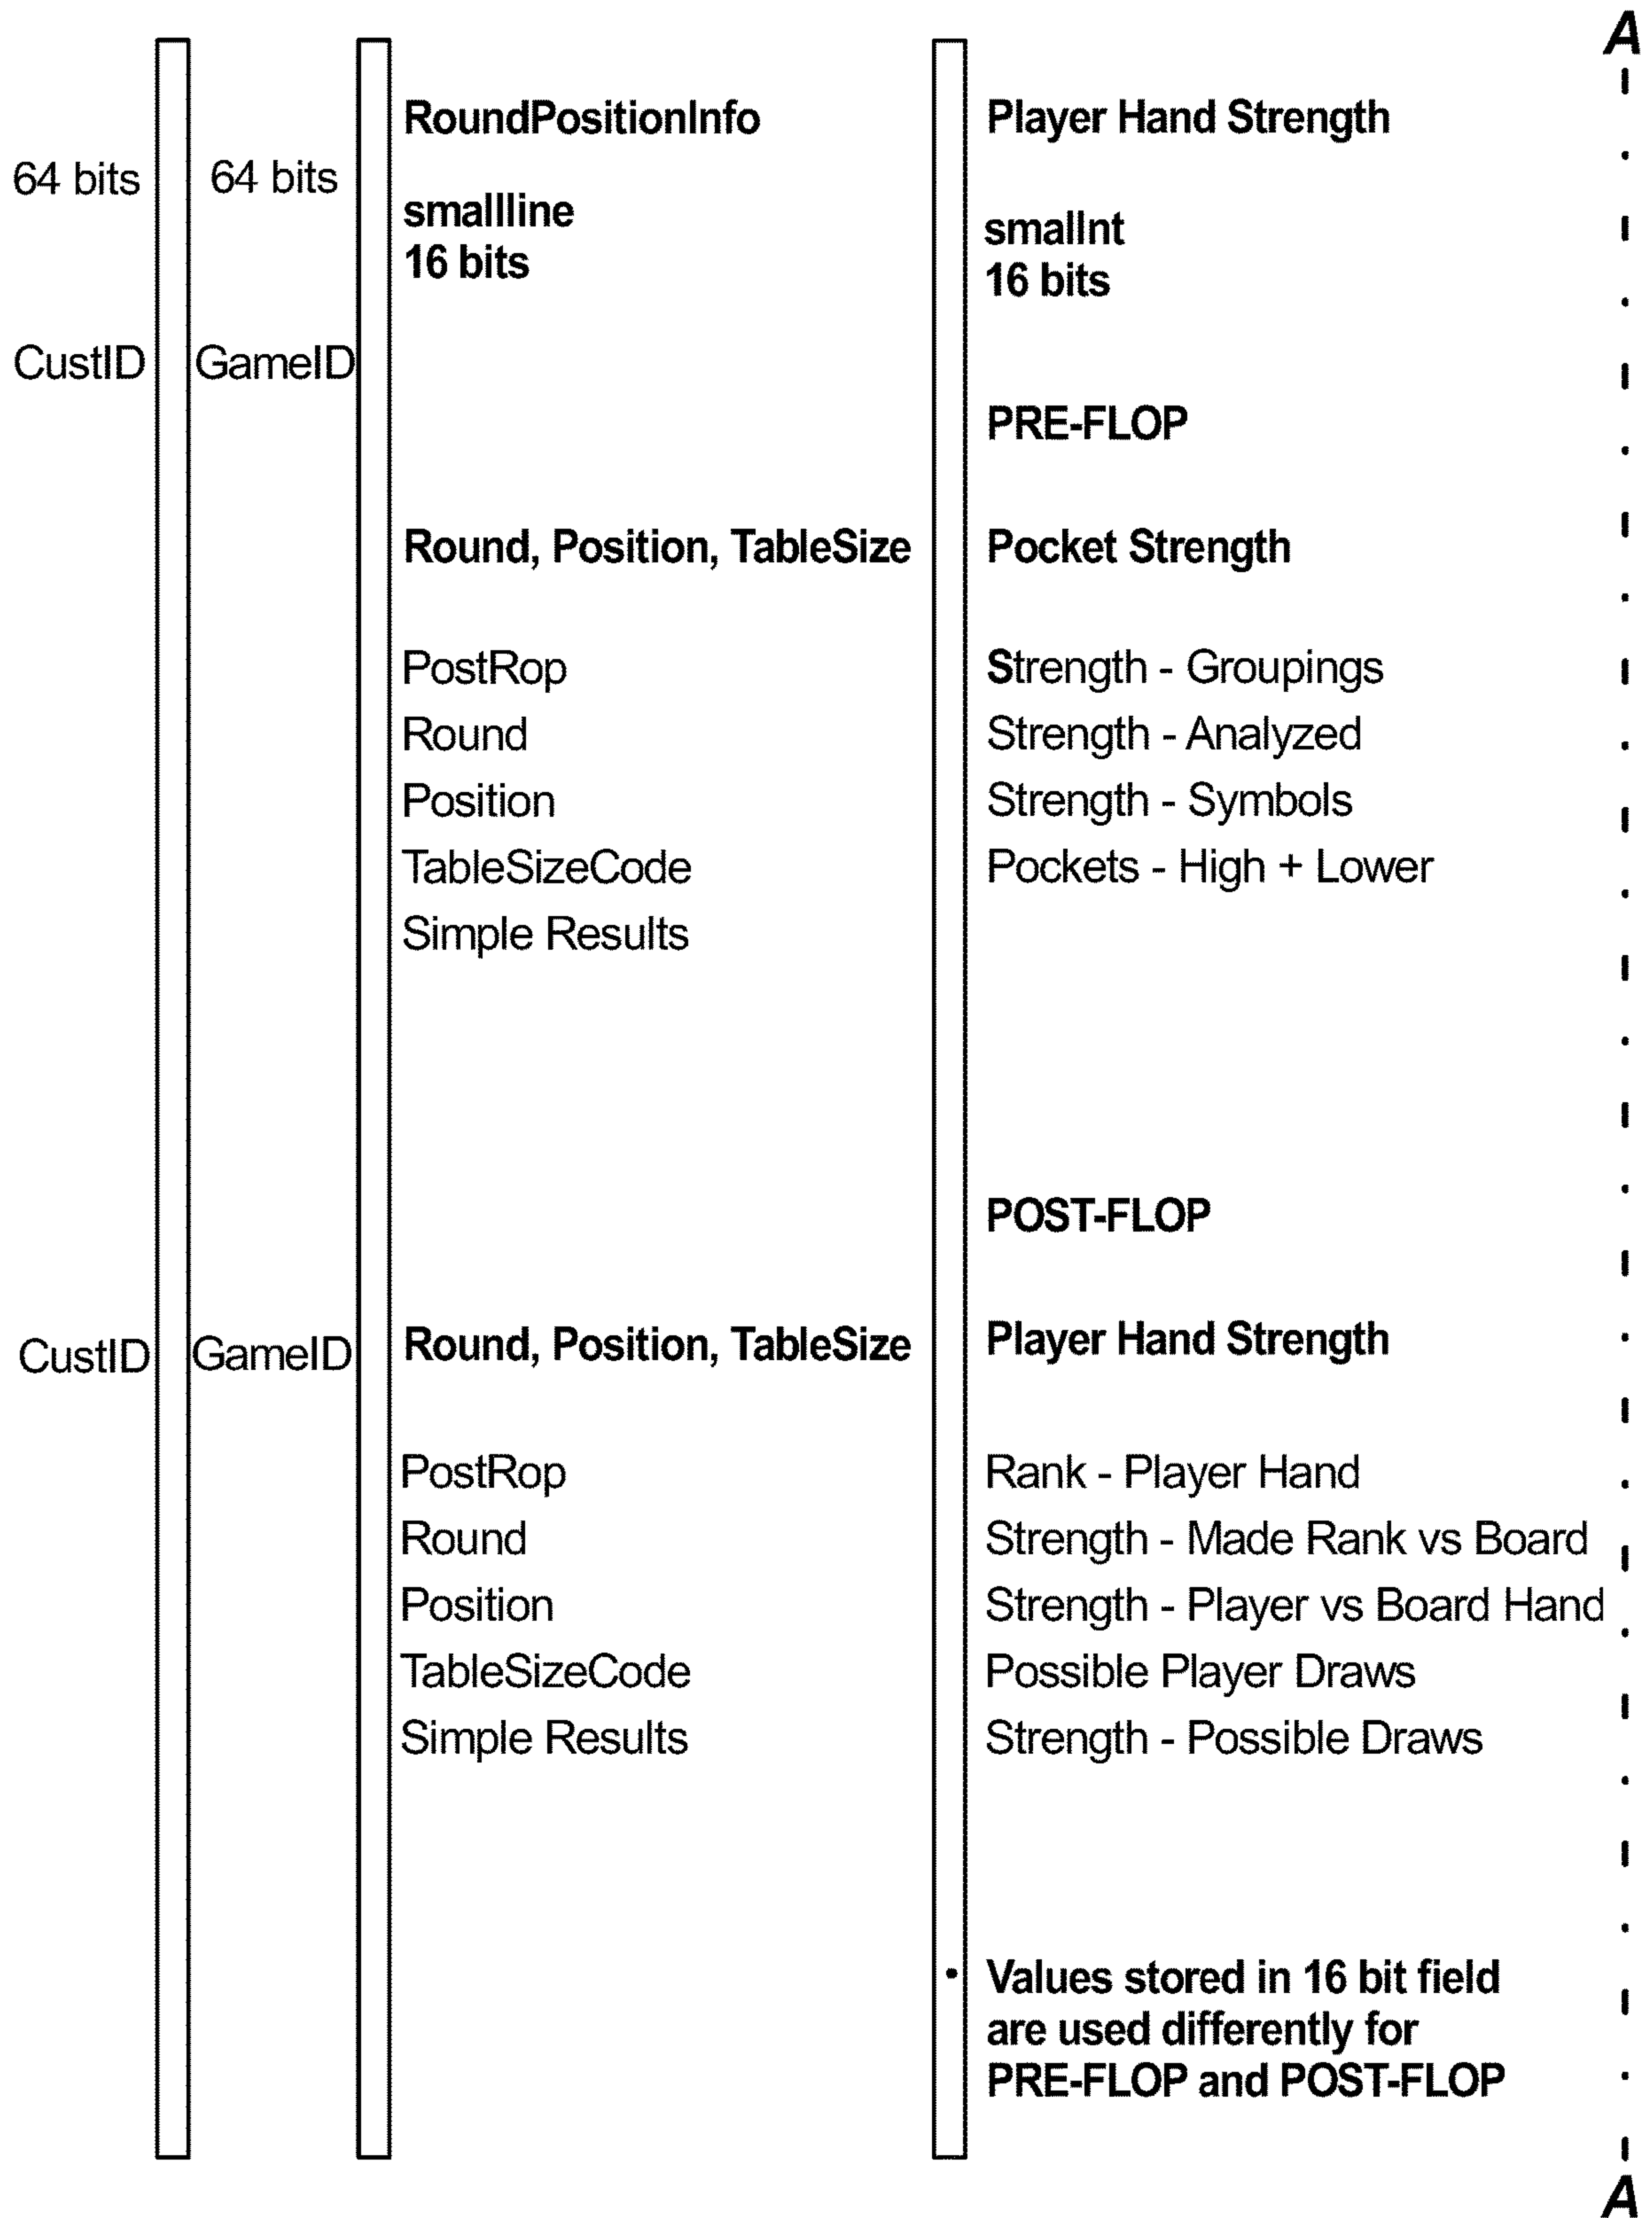 A
RoundPositionInfo
Player Hand Strength
64 bits
64 bits
smallline
16 bits
smallnt
16 bits
CustID
GameID
PRE-FLOP
Round, Position, TableSize
Pocket Strength
PostRop
Strength - Groupings
Round
Strength - Analyzed
Position
Strength - Symbols
TableSizeCode
Pockets - High + Lower
Simple Results
POST-FLOP
CustID
GameID
Round, Position, TableSize
Player Hand Strength
PostRop
Rank - Player Hand
Round
Strength - Made Rank vs Board
Position
Strength - Player vs Board Hand
TableSizeCode
Possible Player Draws
Simple Results
Strength - Possible Draws
• Values stored in 16 bit field
are used differently for
PRE-FLOP and POST-FLOP
A